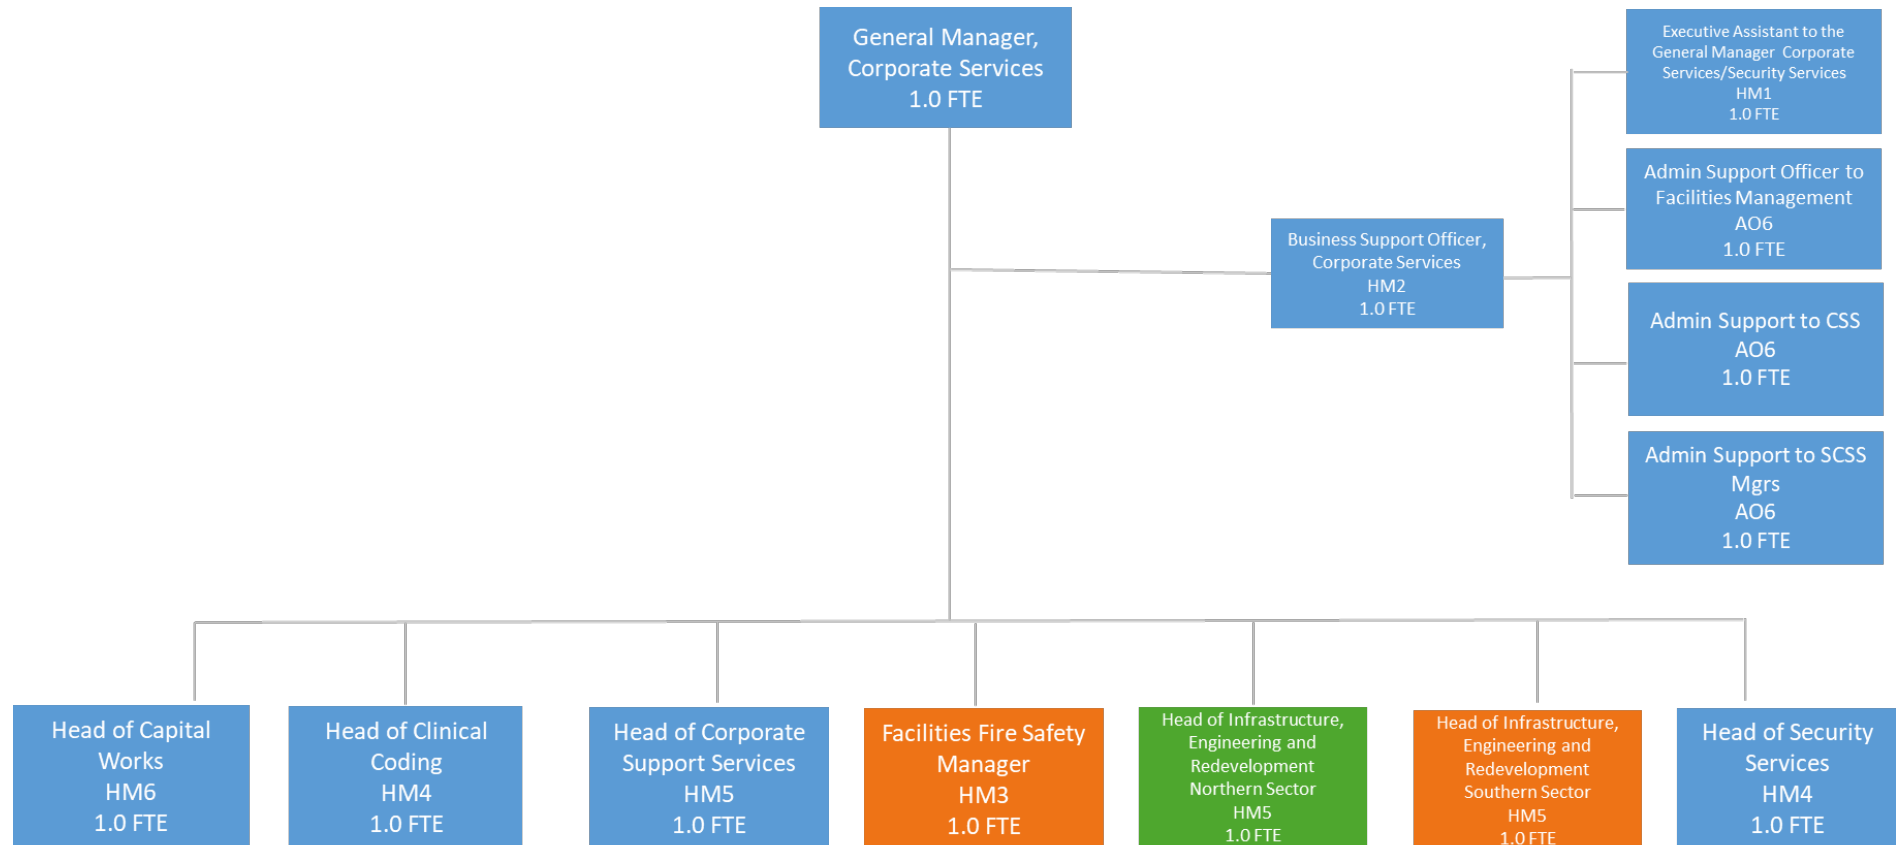 General Manager,
Corporate Services
1.0 FTE
Executive Assistant to the
General Manager Corporate
Services/Security Services
HM1
1.0 FTE
Admin Support Officer to
Facilities Management
AO6
1.0 FTE
Business Support Officer,
Corporate Services
HM2
1.0 FTE
Admin Support to CSS
AO6
1.0 FTE
Admin Support to SCSS
Mgrs
AO6
1.0 FTE
Head of Capital
Works
HM6
1.0 FTE
Head of Clinical
Coding
HM4
1.0 FTE
Head of Corporate
Support Services
HM5
1.0 FTE
Facilities Fire Safety
Manager
HM3
1.0 FTE
Head of Infrastructure,
Engineering and
Redevelopment
Northern Sector
HM5
1.0 FTE
Head of Infrastructure,
Engineering and
Redevelopment
Southern Sector
HM5
1.0 FTE
Head of Security
Services
HM4
1.0 FTE